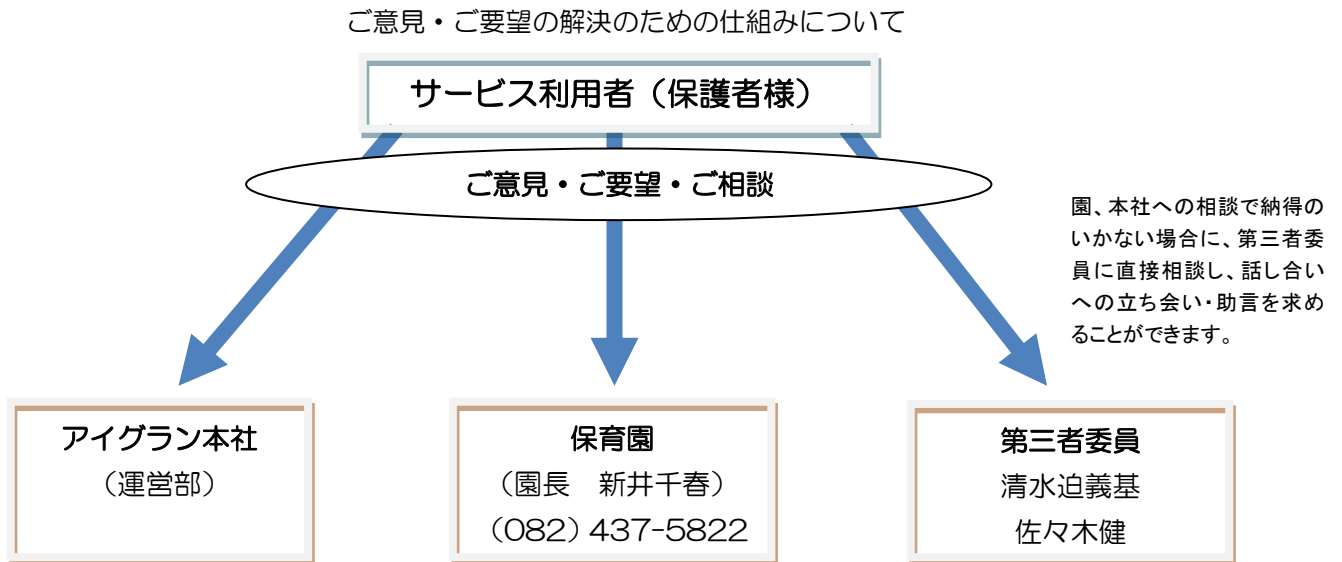 ご意見・ご要望の解決のための仕組みについて
サービス利用者（保護者様）
ご意見・ご要望・ご相談
園、本社への相談で納得の
いかない場合に、第三者委
員に直接相談し、話し合い
への立ち会い・助言を求め
ることができます。
アイグラン本社
（運営部）
保育園
（園長　新井千春）
（082）437-5822
第三者委員
清水迫義基
佐々木健